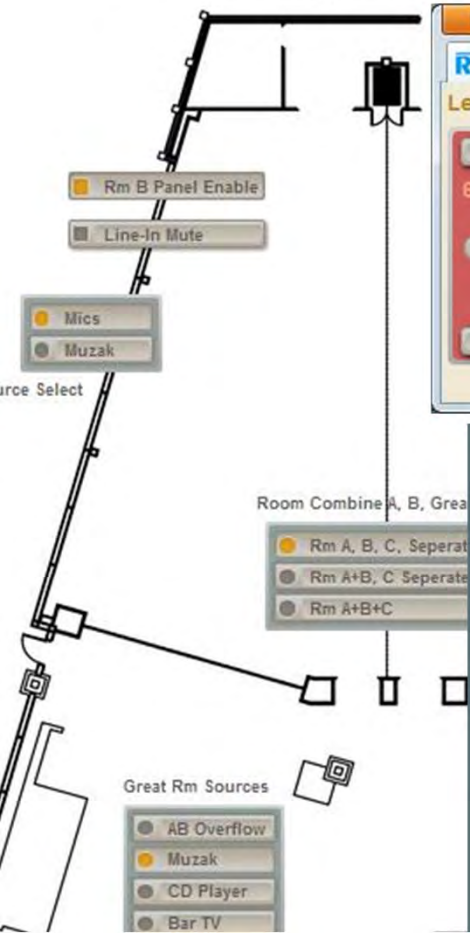 R
Le
Rm B Panel Enable
Line-In Mute
Mics
Muzak
urce Select
Room Combine A, B, Grea
Rm A, B, C, Seperat
Rm A+B, C Seperate
Rm A+B+C
Great Rm Sources
AB Overflow
Muzak
CD Player
Bar TV